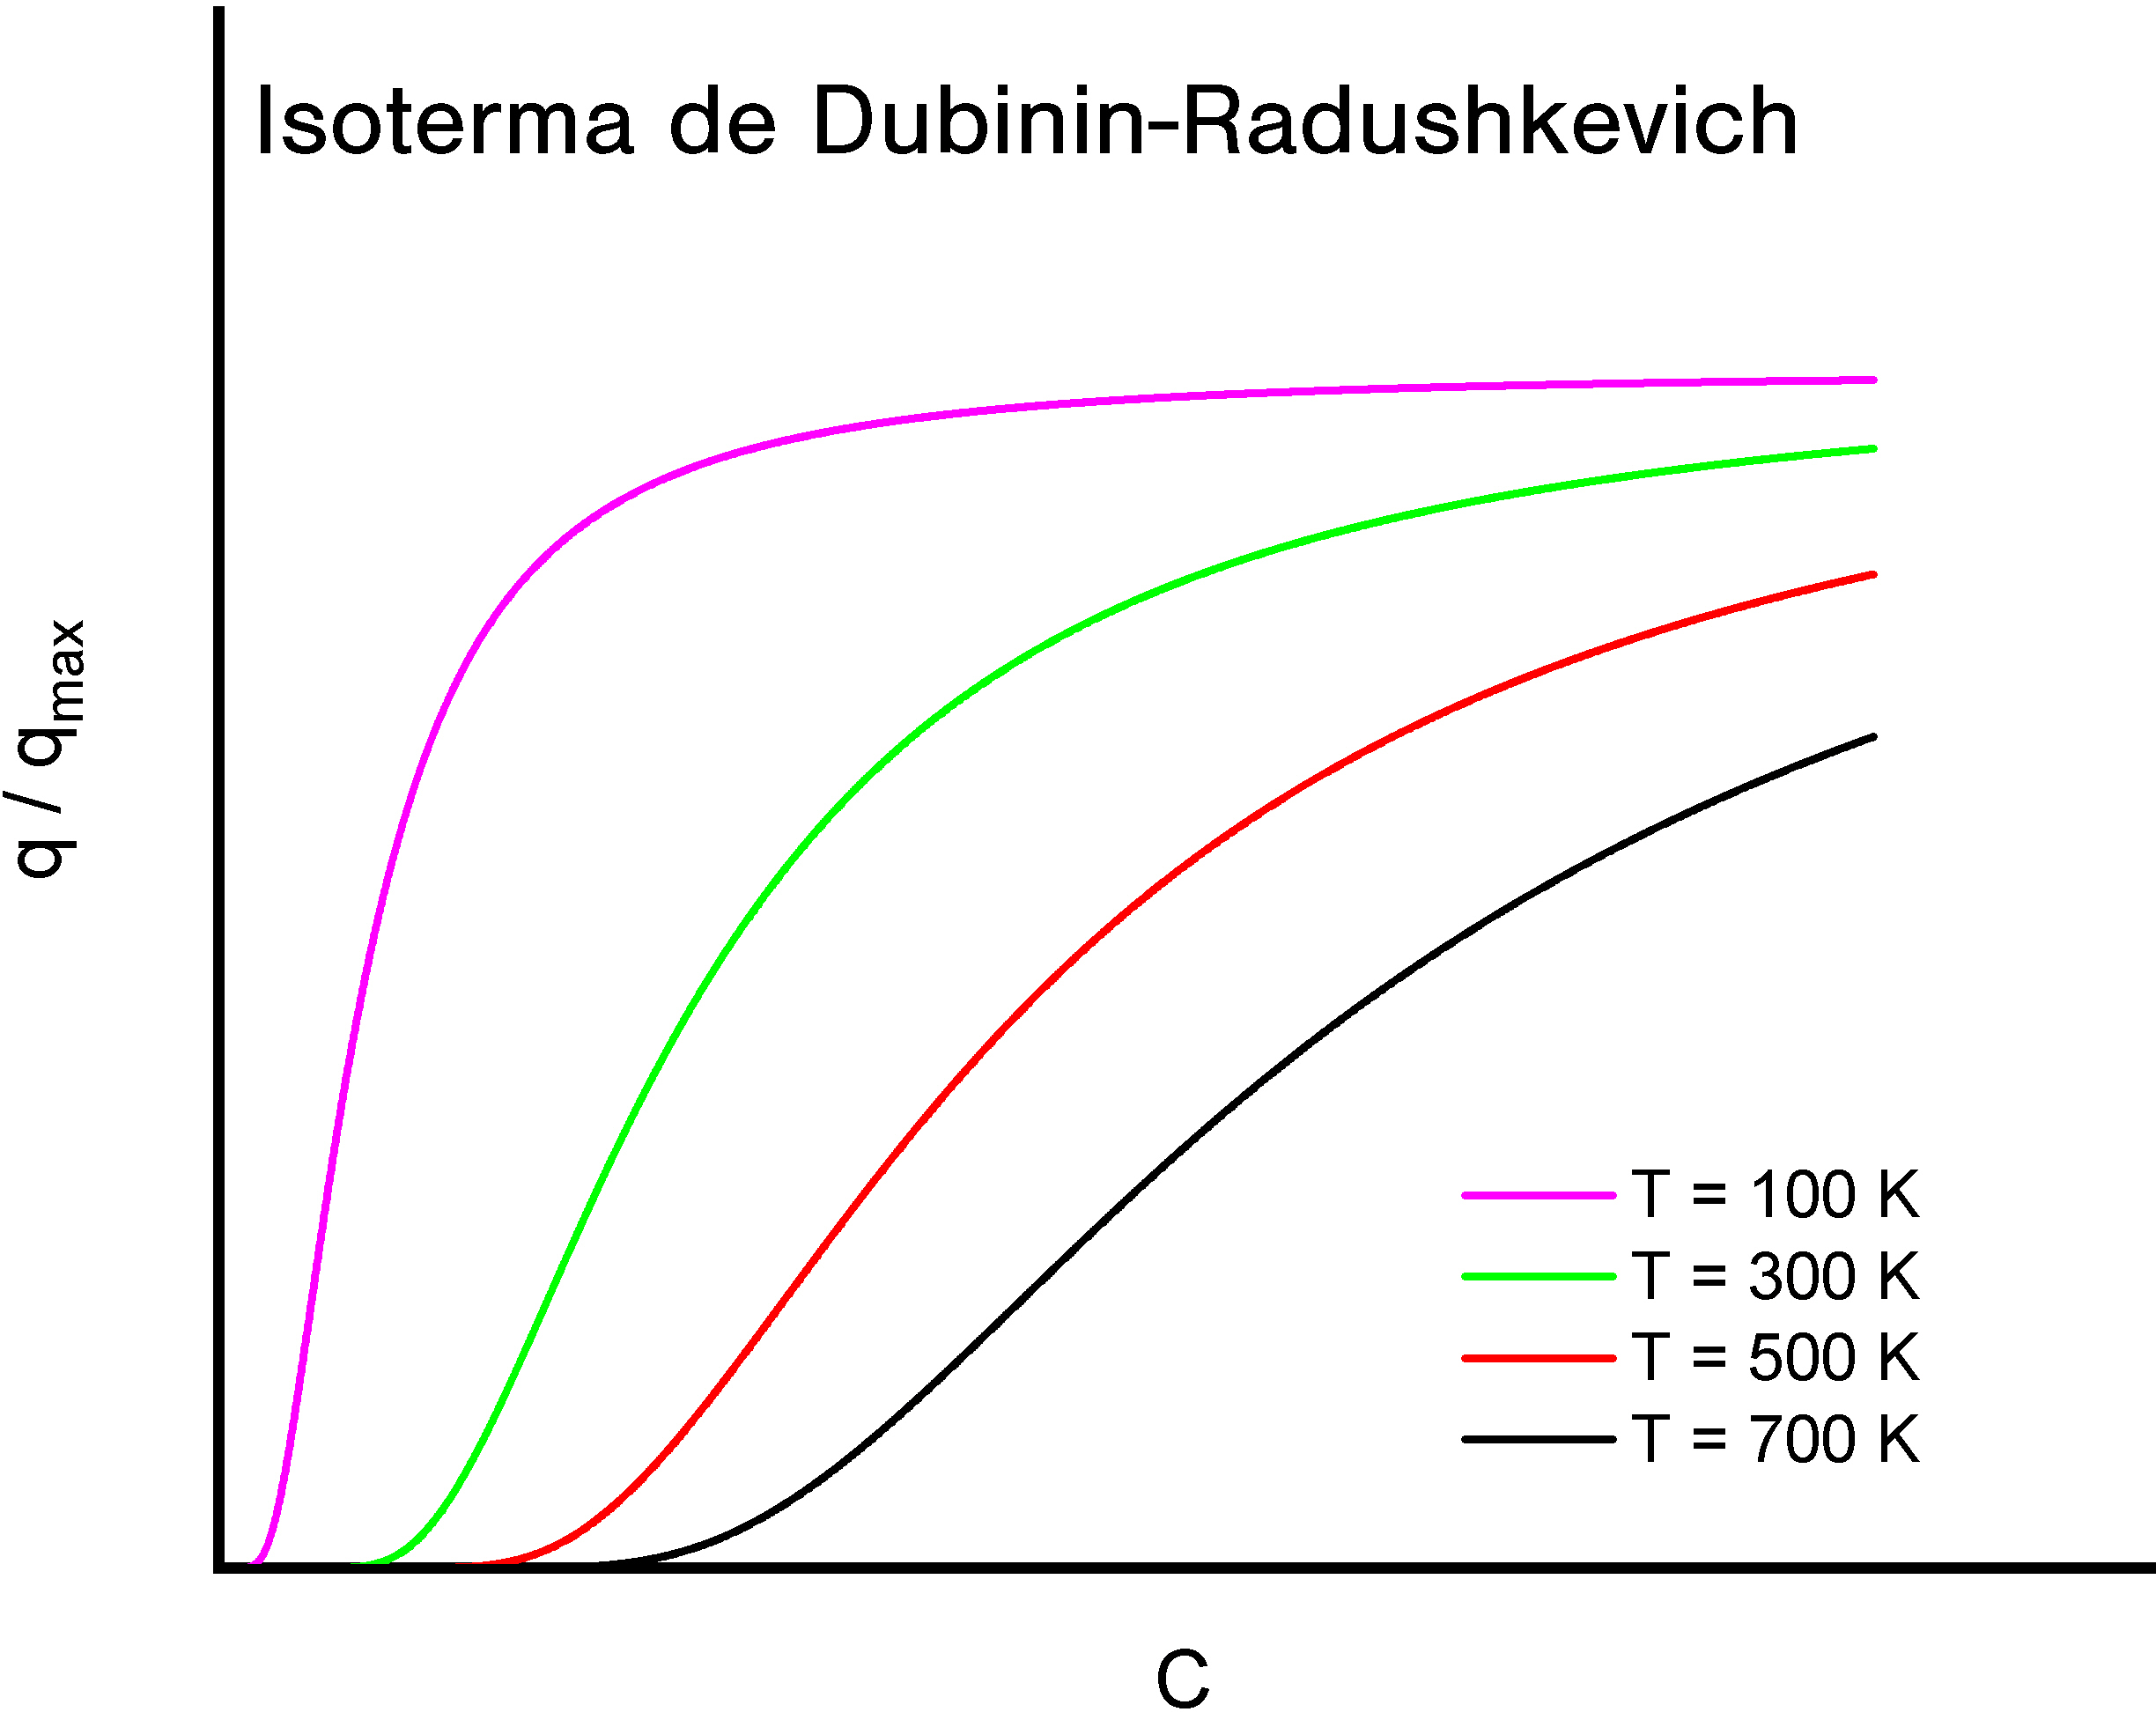 Isoterma de Dubinin-Radushkevich
q / qmax
T = 100 K
T = 300 K
T = 500 K
T = 700 K
C